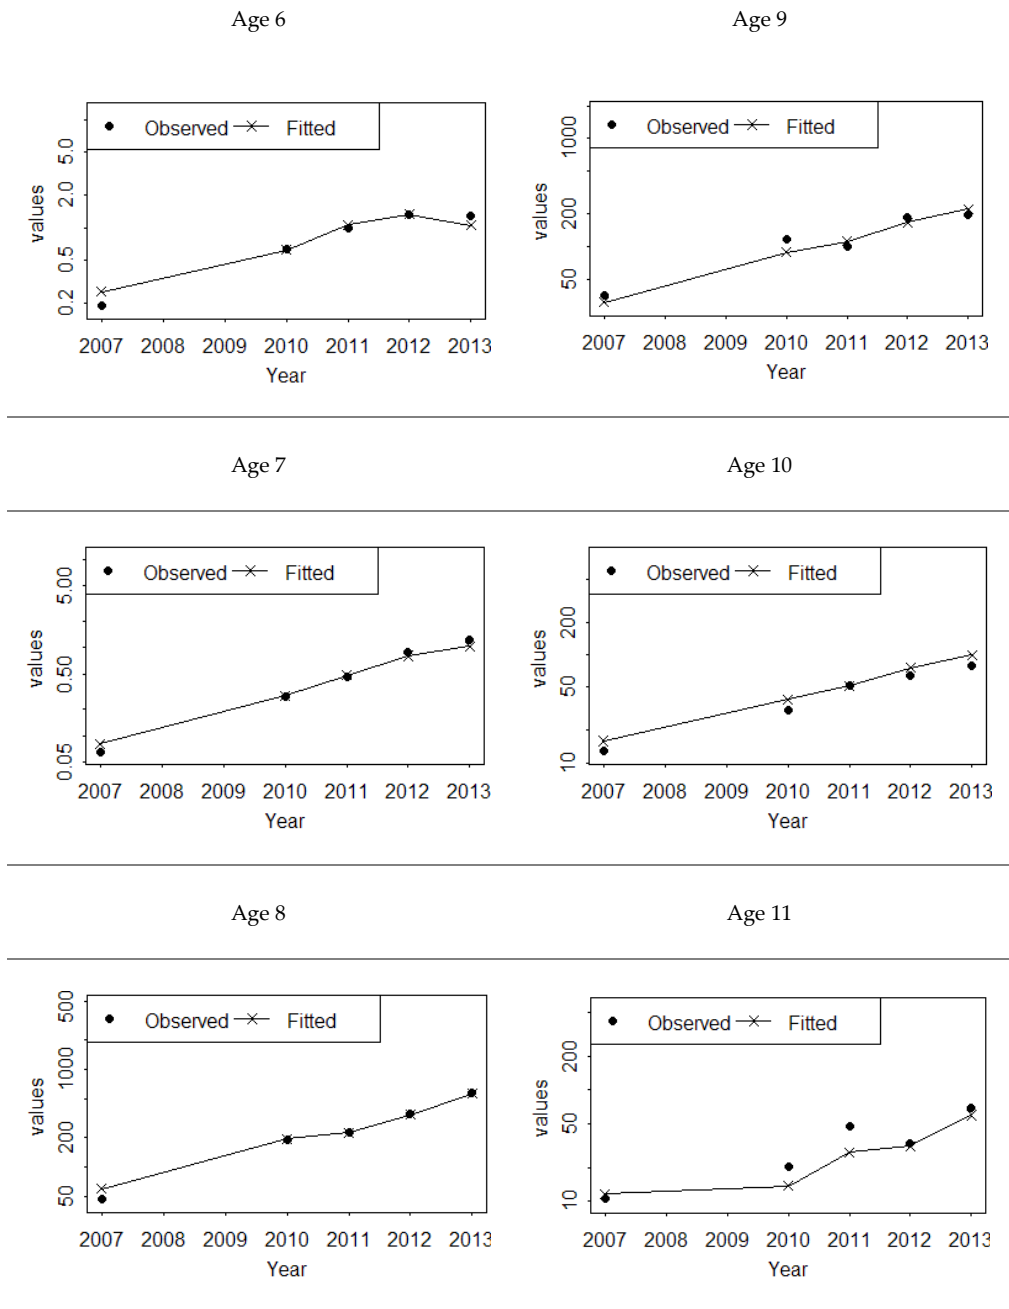 Age 6
Age 9
Observed Fitted
values
5.0
2.0
0.5
0.2
2007 2008 2009 2010 2011 2012 2013
Year
Observed Fitted
values
1000
200
50
2007 2008 2009 2010 2011 2012 2013
Year
Age 7
Age 10
Observed Fitted
values
5.00
0.50
0.05
2007 2008 2009 2010 2011 2012 2013
Year
Observed Fitted
values
200
50
10
2007 2008 2009 2010 2011 2012 2013
Year
Age 8
Age 11
Observed Fitted
values
500
1000
200
50
2007 2008 2009 2010 2011 2012 2013
Year
Observed Fitted
values
200
50
10
2007 2008 2009 2010 2011 2012 2013
Year